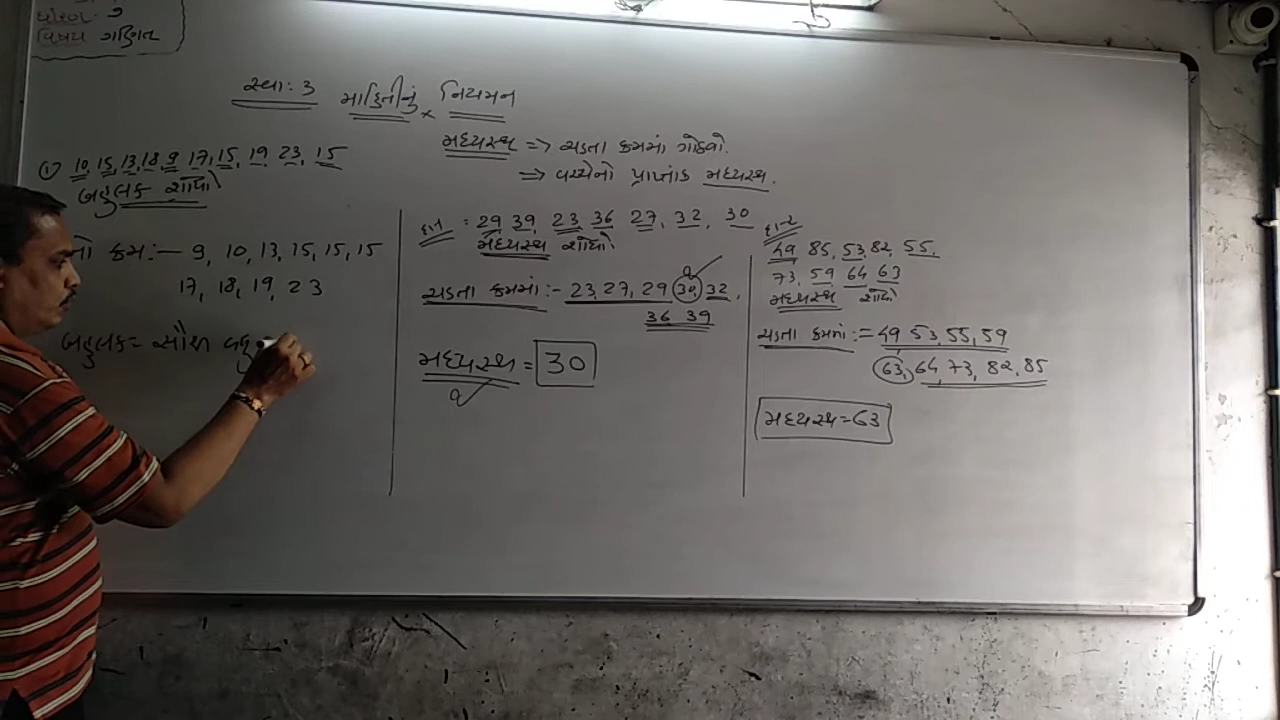 ધોરણ - 7
વિષય ગણિત
સ્વા: 3 માહિતીનું નિયમન
(1) 10, 15, 13, 18, 9, 17, 15, 19 23, 15
બહુલક શોધો
ક્રમ:- 9, 10, 13, 15, 15, 15
17, 18, 19, 23
બહુલક = સૌથી વધુ
મધ્યસ્થ => ચડતા ક્રમમાં ગોઠવો.
=> વચ્ચેનો પ્રાપ્તાંક મધ્યસ્થ.
= 29 39, 23, 36 27, 32, 30
મધ્યસ્થ શોધો
ચડતા ક્રમમાં :- 23, 27, 29 30, 32,
36 39
મધ્યસ્થ = 30
દા-2
49 85, 53, 82, 55,
73, 59 64 63
મધ્યસ્થ શોધો
ચડતા ક્રમમાં := 49 53, 55, 59
63, 64, 73, 82, 85
મધ્યસ્થ = 63